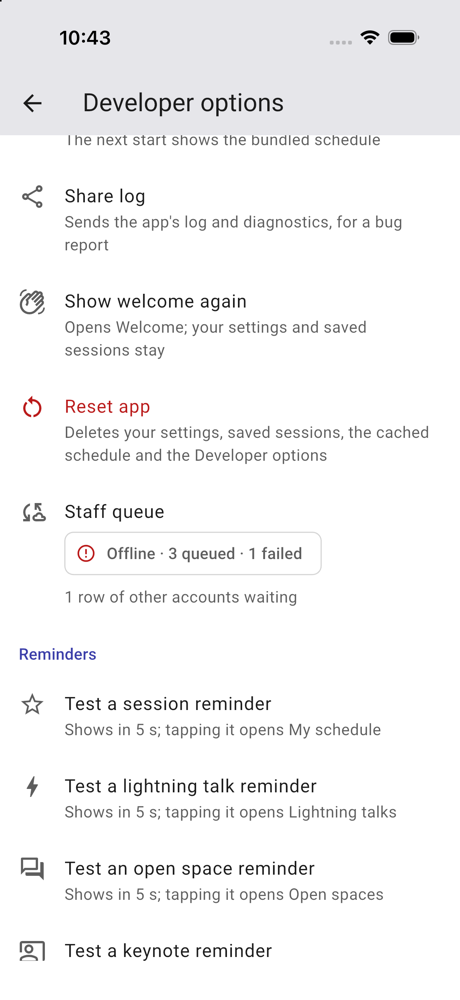 10:43
Developer options
The next start shows the bundled schedule
Share log
Sends the app's log and diagnostics, for a bug
report
Show welcome again
Opens Welcome; your settings and saved
sessions stay
Reset app
Deletes your settings, saved sessions, the cached
schedule and the Developer options
Staff queue
Offline · 3 queued · 1 failed
1 row of other accounts waiting
Reminders
Test a session reminder
Shows in 5 s; tapping it opens My schedule
Test a lightning talk reminder
Shows in 5 s; tapping it opens Lightning talks
Test an open space reminder
Shows in 5 s; tapping it opens Open spaces
Test a keynote reminder